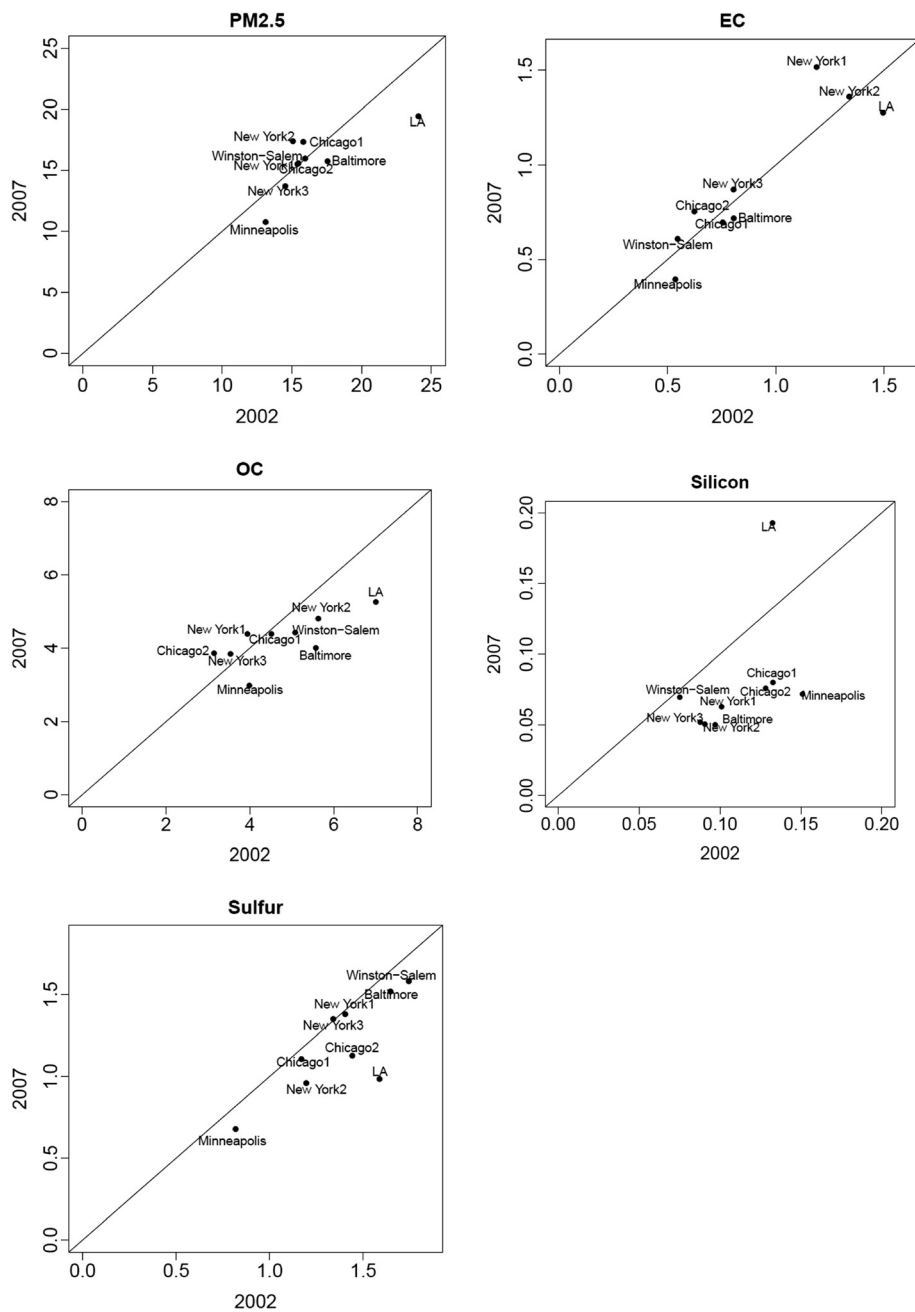 PM2.5
25
20
15
10
5
0
2007
New York2
Chicago1
LA
Winston-Salem
New York1
Chicago2
Baltimore
New York3
Minneapolis
0
5
10
15
20
25
2002
EC
1.5
1.0
0.5
0.0
2007
New York1
New York2
LA
New York3
Chicago2
Chicago1
Baltimore
Winston-Salem
Minneapolis
0.0
0.5
1.0
1.5
2002
OC
8
6
4
2
0
2007
LA
New York2
New York1
Chicago1
Winston-Salem
Chicago2
New York3
Baltimore
Minneapolis
0
2
4
6
8
2002
Silicon
0.20
0.15
0.10
0.05
0.00
2007
LA
Chicago1
Winston-Salem
Chicago2
Minneapolis
New York1
New York3
Baltimore
New York2
0.00
0.05
0.10
0.15
0.20
2002
Sulfur
1.5
1.0
0.5
0.0
2007
Winston-Salem
Baltimore
New York1
New York3
Chicago2
Chicago1
LA
New York2
Minneapolis
0.0
0.5
1.0
1.5
2002